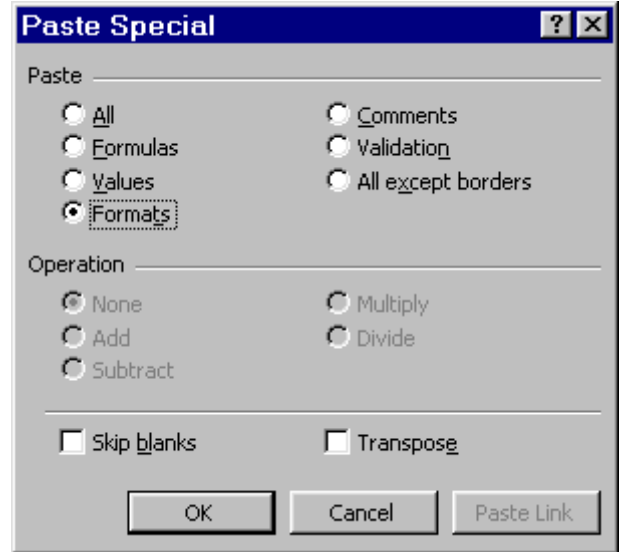 Paste Special ? X
Paste
All Comments
Formulas Validation
Values All except borders
Formats
Operation
None Multiply
Add Divide
Subtract
Skip blanks Transpose
OK Cancel Paste Link